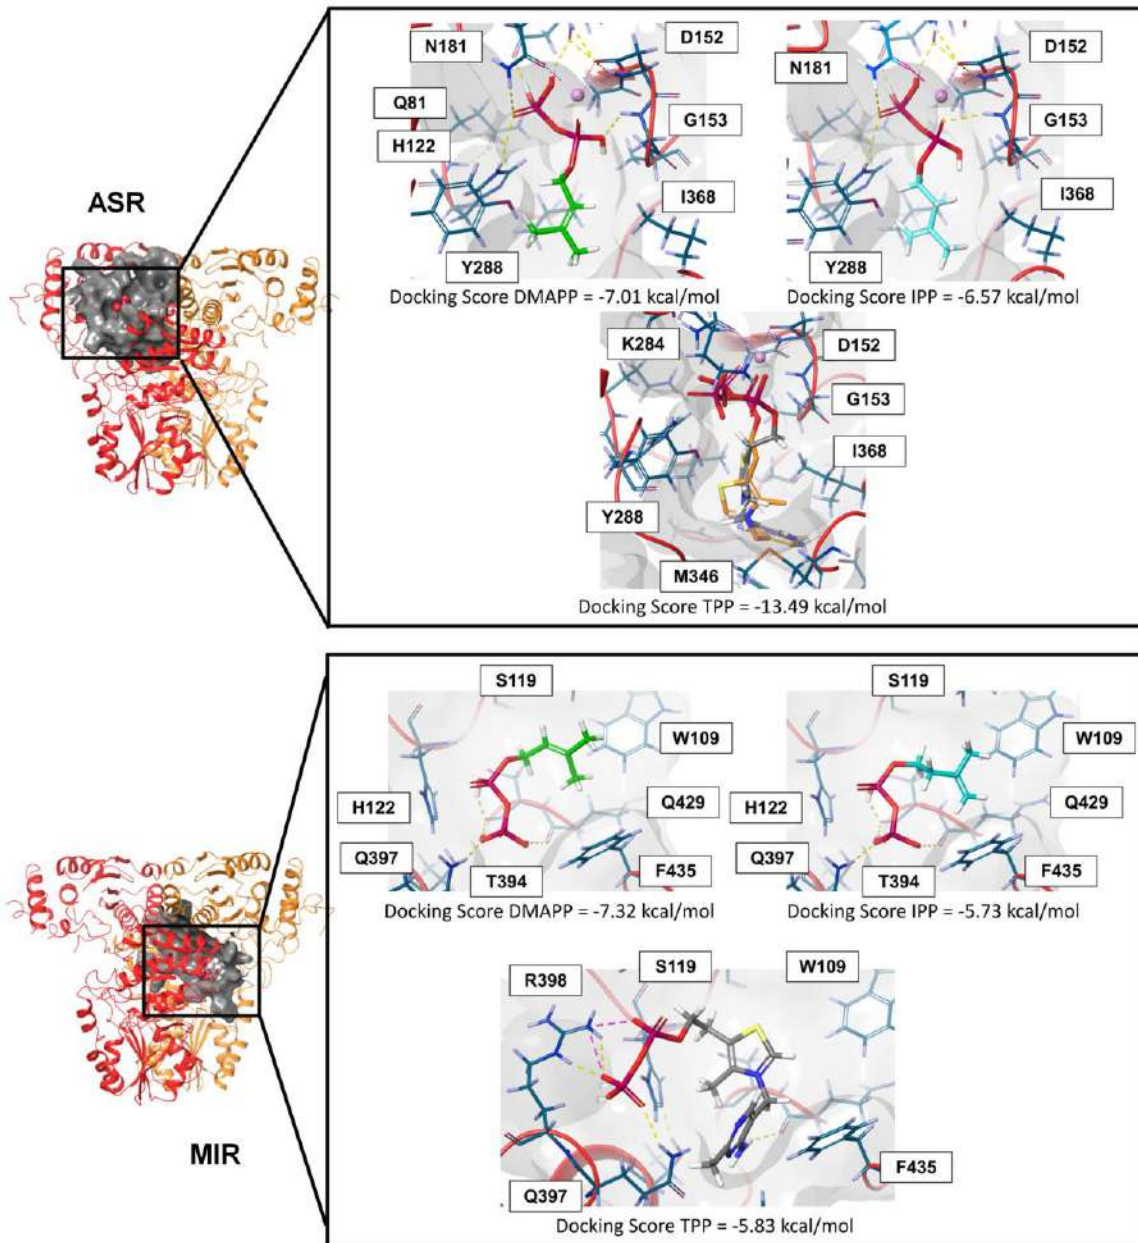 ASR
N181
D152
Q81
G153
H122
I368
Y288
Docking Score DMAPP = -7.01 kcal/mol
D152
N181
G153
I368
Y288
Docking Score IPP = -6.57 kcal/mol
K284
D152
G153
I368
Y288
M346
Docking Score TPP = -13.49 kcal/mol
MIR
S119
W109
H122
Q429
Q397
T394
F435
Docking Score DMAPP = -7.32 kcal/mol
S119
W109
H122
Q429
Q397
T394
F435
Docking Score IPP = -5.73 kcal/mol
R398
S119
W109
F435
Q397
Docking Score TPP = -5.83 kcal/mol